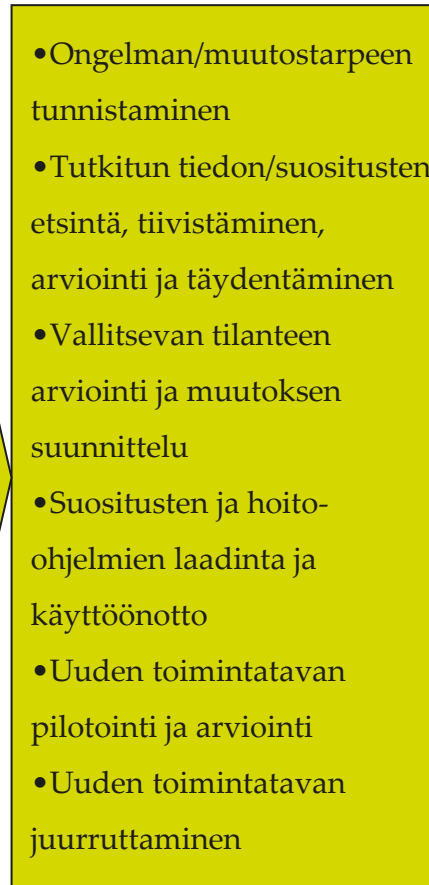 •Ongelman/muutostarpeen
tunnistaminen
•Tutkitun tiedon/suositusten
etsintä, tiivistäminen,
arviointi ja täydentäminen
•Vallitsevan tilanteen
arviointi ja muutoksen
suunnittelu
•Suositusten ja hoito-
ohjelmien laadinta ja
käyttöönotto
•Uuden toimintatavan
pilotointi ja arviointi
•Uuden toimintatavan
juurruttaminen